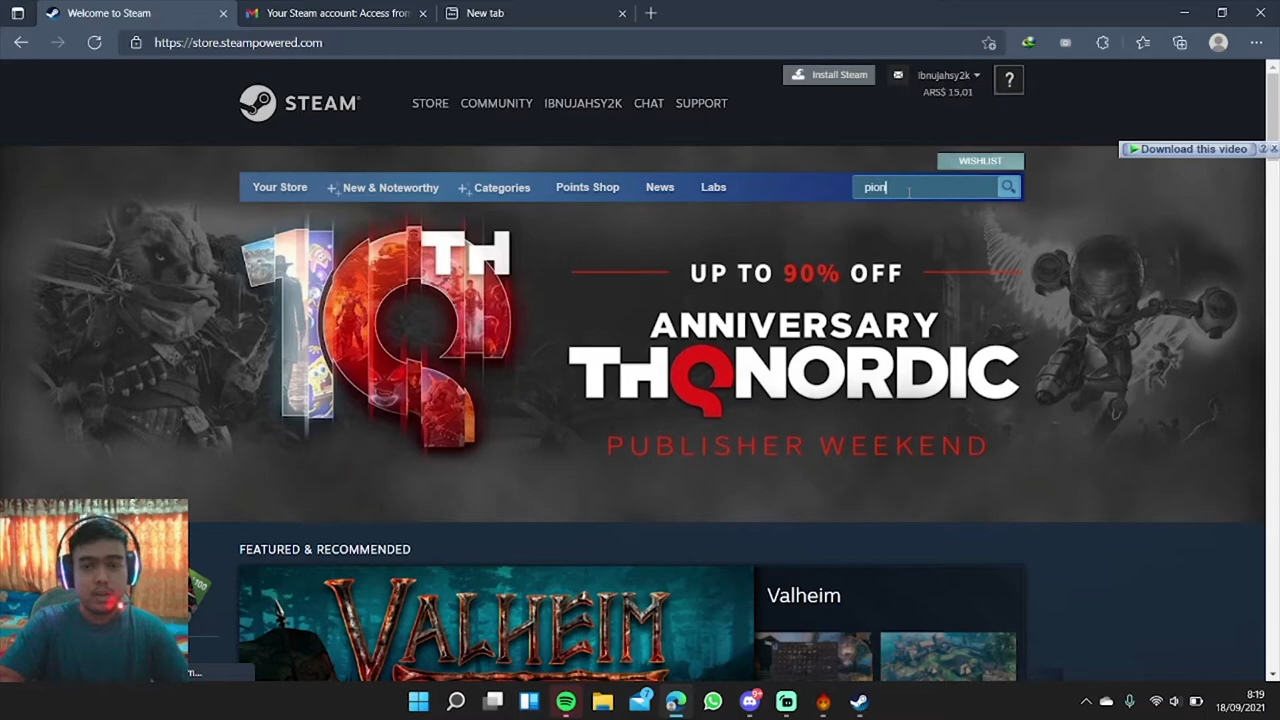 Welcome to Steam
Your Steam account: Access from
New tab
https://store.steampowered.com
STEAM
STORE
COMMUNITY
IBNUJAHSY2K
CHAT
SUPPORT
Install Steam
ibnujahsy2k
ARS$ 15,01
?
Download this video
WISHLIST
Your Store
New & Noteworthy
Categories
Points Shop
News
Labs
pion
10TH
UP TO 90% OFF
ANNIVERSARY
THQNORDIC
PUBLISHER WEEKEND
FEATURED & RECOMMENDED
VALHEIM
Valheim
8:19
18/09/2021